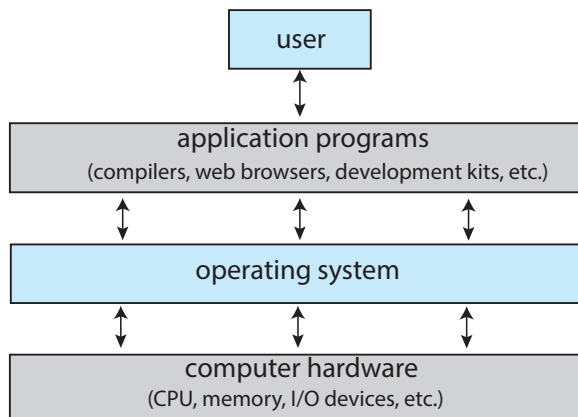 user
application programs
(compilers, web browsers, development kits, etc.)
operating system
computer hardware
(CPU, memory, I/O devices, etc.)